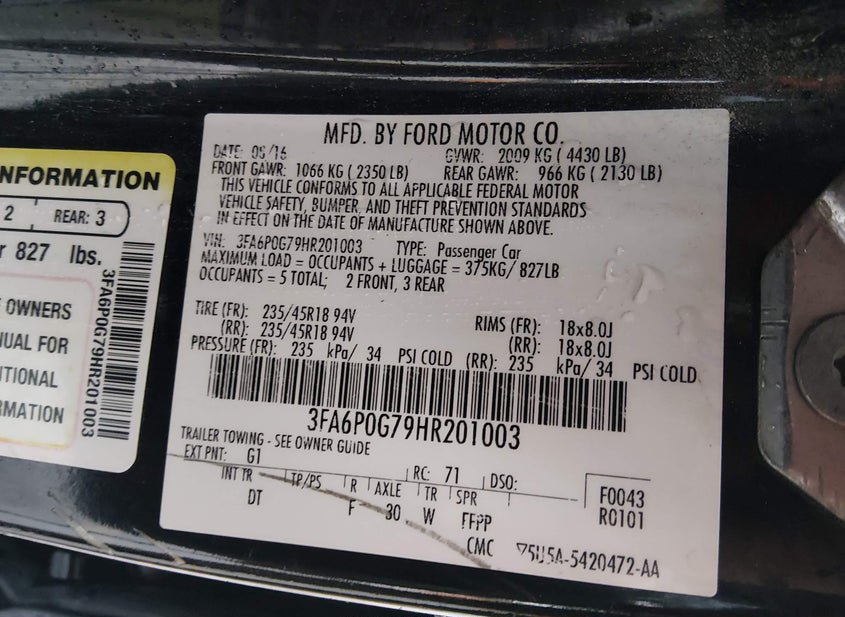 NFORMATION
2 REAR: 3
827 lbs.
OWNERS
FOR
MATION
3FA6P0G79HR201003
MFD. BY FORD MOTOR CO.
DATE: 08/16 GVWR: 2009 KG ( 4430 LB)
FRONT GAWR: 1066 KG ( 2350 LB) REAR GAWR: 966 KG ( 2130 LB)
THIS VEHICLE CONFORMS TO ALL APPLICABLE FEDERAL MOTOR
VEHICLE SAFETY, BUMPER, AND THEFT PREVENTION STANDARDS
IN EFFECT ON THE DATE OF MANUFACTURE SHOWN ABOVE.
VIN: 3FA6P0G79HR201003 TYPE: Passenger Car
MAXIMUM LOAD = OCCUPANTS + LUGGAGE = 375KG/ 827LB
OCCUPANTS = 5 TOTAL; 2 FRONT, 3 REAR
TIRE (FR): 235/45R18 94V RIMS (FR): 18x8.0J
(RR): 235/45R18 94V (RR): 18x8.0J
PRESSURE (FR): 235 kPa/ 34 PSI COLD (RR): 235 kPa/ 34 PSI COLD
3FA6P0G79HR201003
TRAILER TOWING - SEE OWNER GUIDE
EXT PNT: G1 RC: 71 DSO:
INT TR TP/PS R AXLE TR SPR F0043
DT F 30 W FFPP R0101
CMC 5U5A-5420472-AA